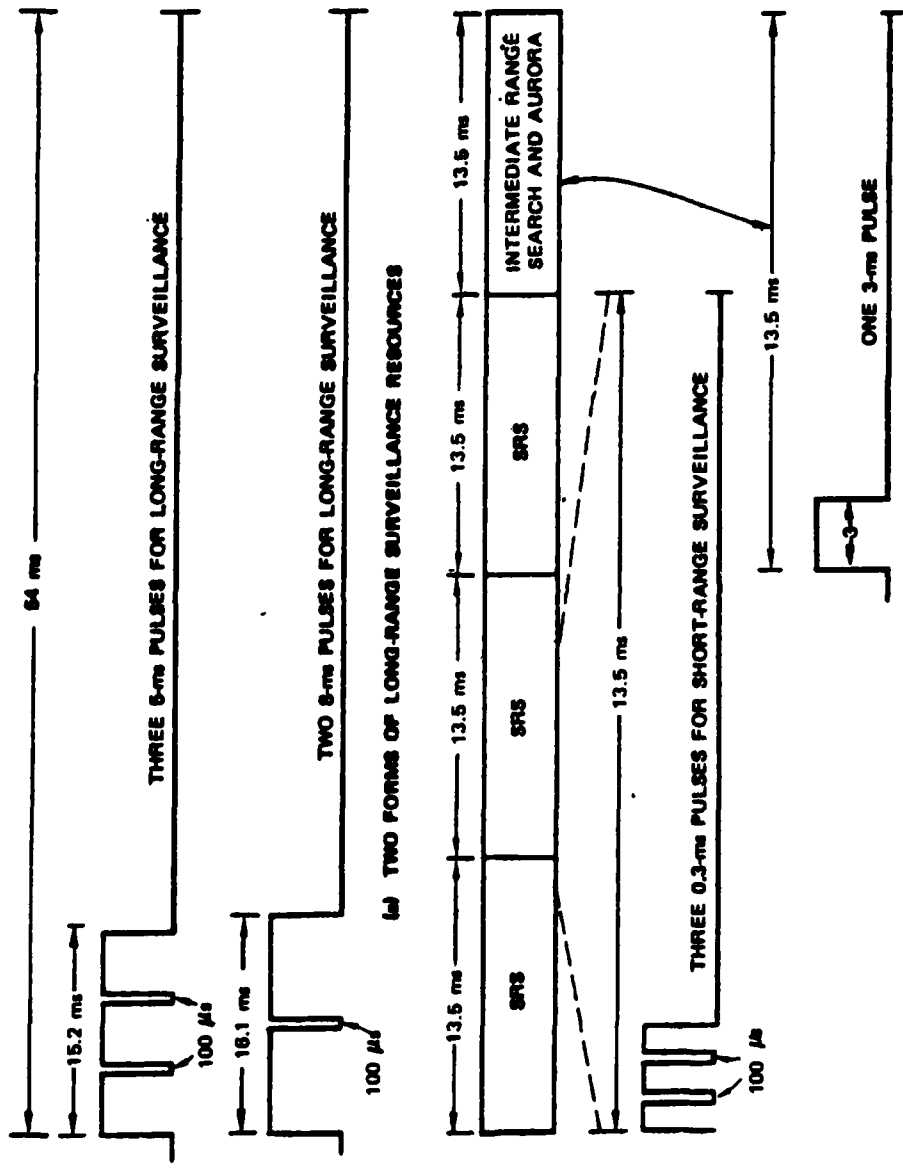 54 ms
15.2 ms
THREE 5-ms PULSES FOR LONG-RANGE SURVEILLANCE
100 μs
16.1 ms
TWO 8-ms PULSES FOR LONG-RANGE SURVEILLANCE
100 μs
(a) TWO FORMS OF LONG-RANGE SURVEILLANCE RESOURCES
13.5 ms
13.5 ms
13.5 ms
13.5 ms
SRS
SRS
SRS
INTERMEDIATE RANGE
SEARCH AND AURORA
13.5 ms
THREE 0.3-ms PULSES FOR SHORT-RANGE SURVEILLANCE
100 μs
13.5 ms
3
ONE 3-ms PULSE